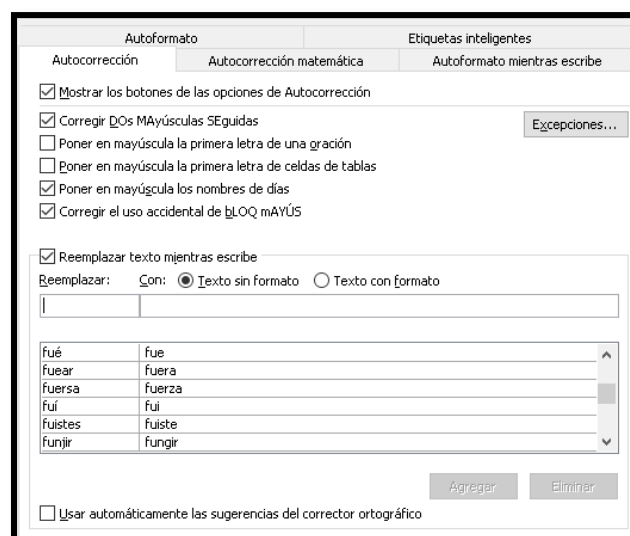 Autoformato Etiquetas inteligentes
Autocorrección Autocorrección matemática Autoformato mientras escribe
Mostrar los botones de las opciones de Autocorrección
Corregir DOs MAyúsculas SEguidas Excepciones...
Poner en mayúscula la primera letra de una oración
Poner en mayúscula la primera letra de celdas de tablas
Poner en mayúscula los nombres de días
Corregir el uso accidental de bLOQ mAYÚS
Reemplazar texto mientras escribe
Reemplazar: Con: Texto sin formato Texto con formato
fué fue
fuear fuera
fuersa fuerza
fuí fui
fuistes fuiste
funjir fungir
Agregar Eliminar
Usar automáticamente las sugerencias del corrector ortográfico